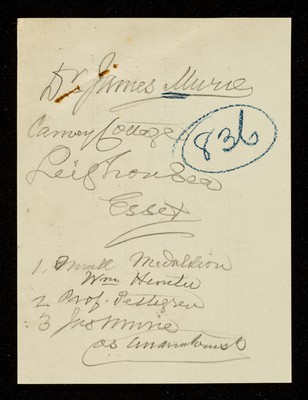 Dr James Murie
Canvey Cottage
836
Leigh on Sea
Essex
1. Small Medallion
Wm Hunter
2 Prof. Pettigrew
3 Jas Murie
as anatomist